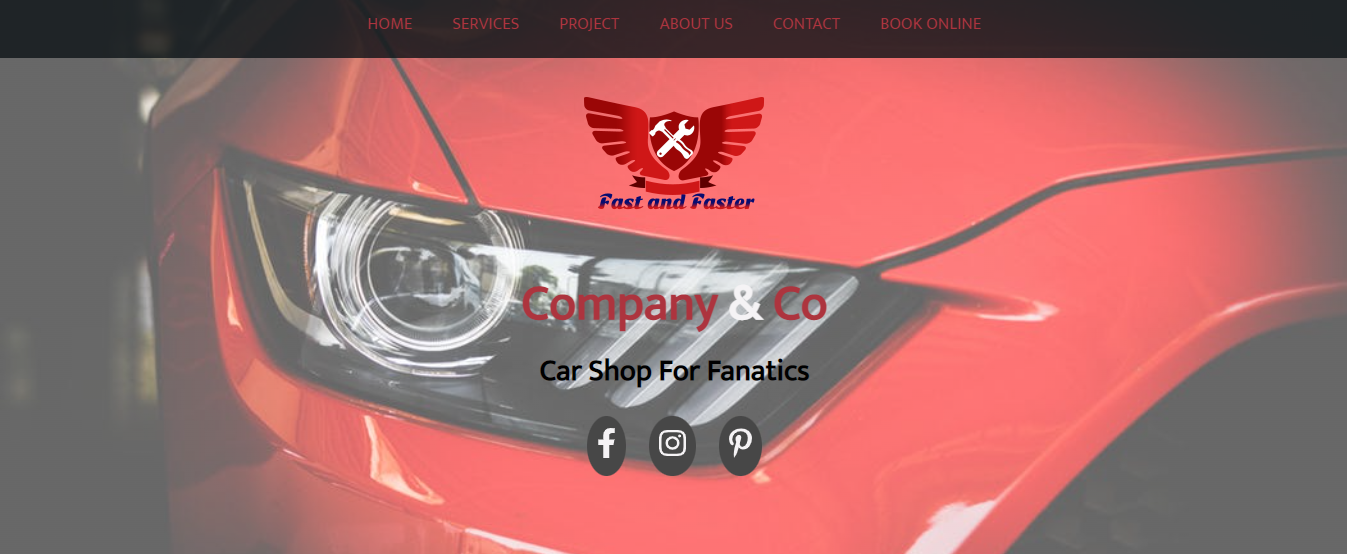 HOME SERVICES PROJECT ABOUT US CONTACT BOOK ONLINE
Fast and Faster
Company & Co
Car Shop For Fanatics